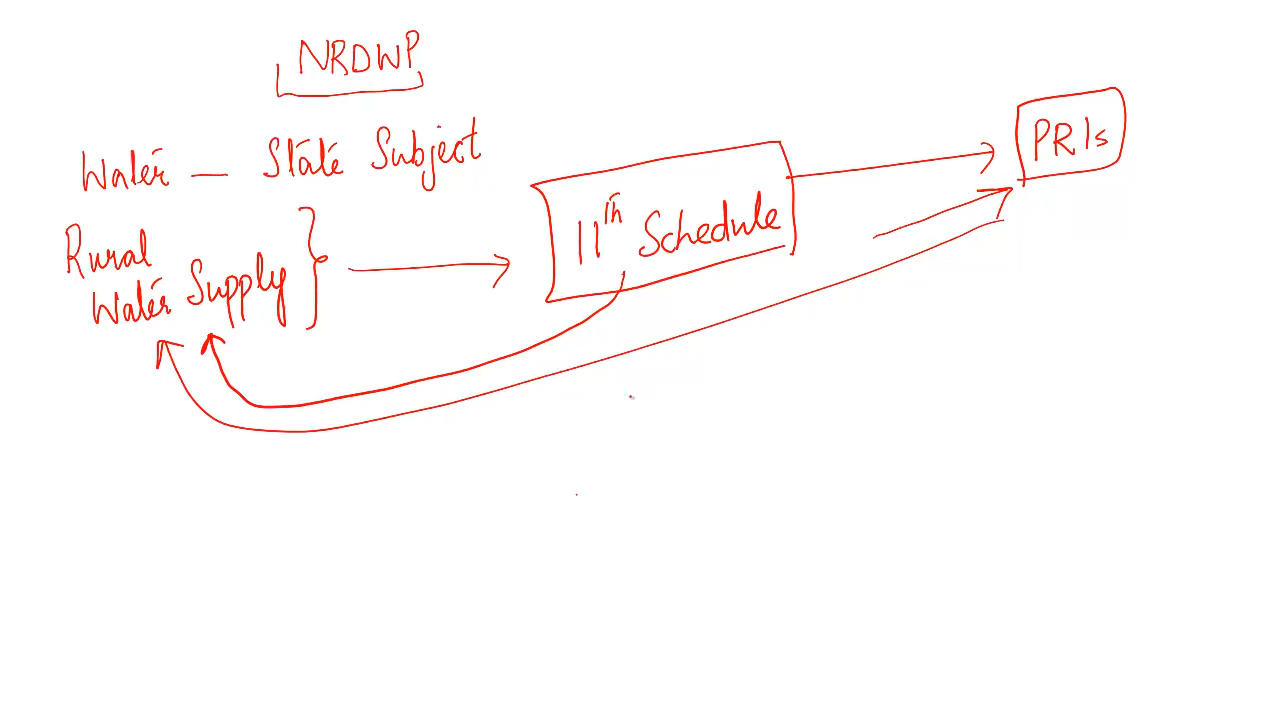 NRDWP
Water — State Subject
Rural
Water Supply
11th Schedule
PRIs